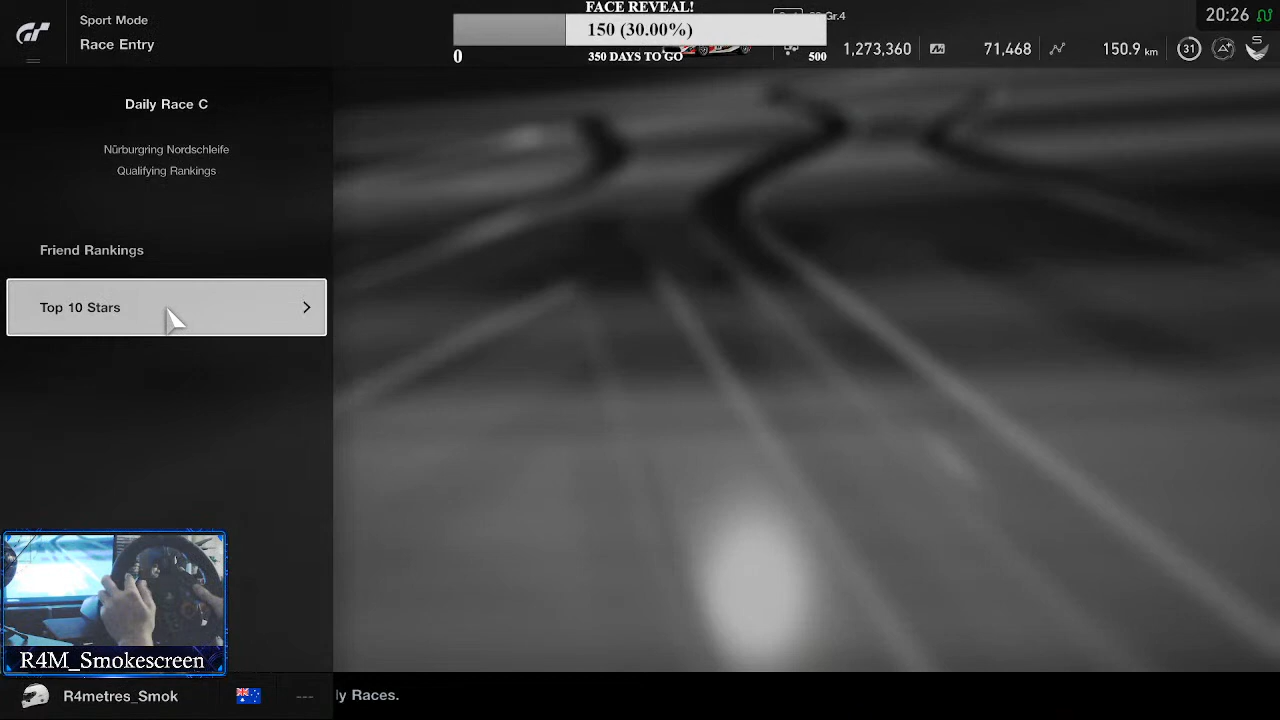 Sport Mode
Race Entry
FACE REVEAL!
150 (30.00%)
0
350 DAYS TO GO
500
Gr.4
20:26
1,273,360
71,468
150.9 km
31
S
Daily Race C
Nürburgring Nordschleife
Qualifying Rankings
Friend Rankings
Top 10 Stars
R4M_Smokescreen
R4metres_Smok
---
ly Races.